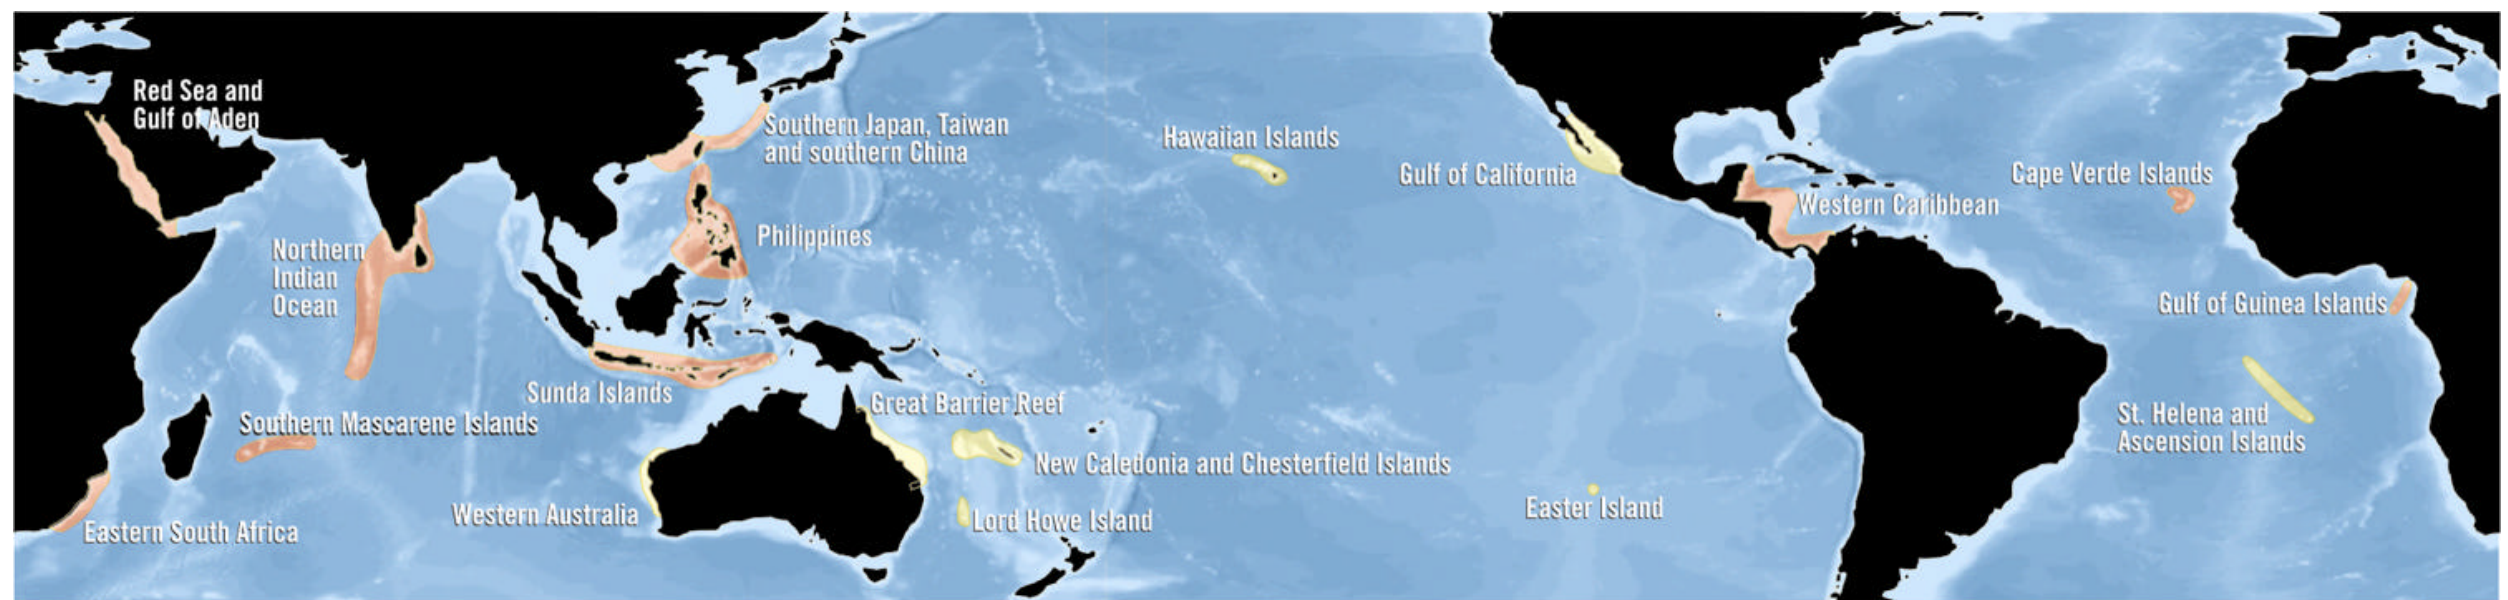 Red Sea and
Gulf of Aden
Southern Japan, Taiwan
and southern China
Hawaiian Islands
Gulf of California
Cape Verde Islands
Western Caribbean
Philippines
Northern
Indian
Ocean
Gulf of Guinea Islands
Sunda Islands
Great Barrier Reef
Southern Mascarene Islands
St. Helena and
Ascension Islands
New Caledonia and Chesterfield Islands
Western Australia
Lord Howe Island
Easter Island
Eastern South Africa